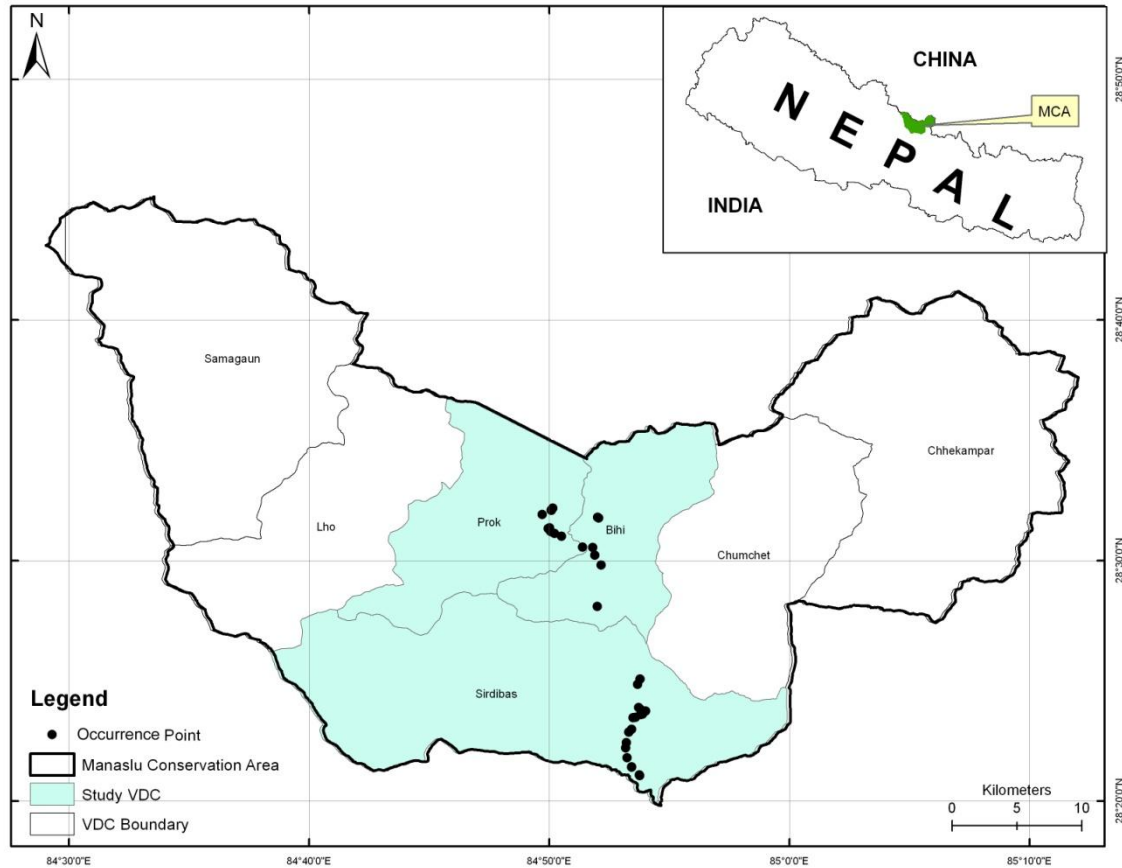 N
CHINA
MCA
NEPAL
INDIA
28°50'0"N
28°40'0"N
28°30'0"N
28°20'0"N
Samagaun
Lho
Prok
Bihi
Chumchet
Chhekampar
Sirdibas
Legend
Occurrence Point
Manaslu Conservation Area
Study VDC
VDC Boundary
Kilometers
0 5 10
84°30'0"E 84°40'0"E 84°50'0"E 85°0'0"E 85°10'0"E